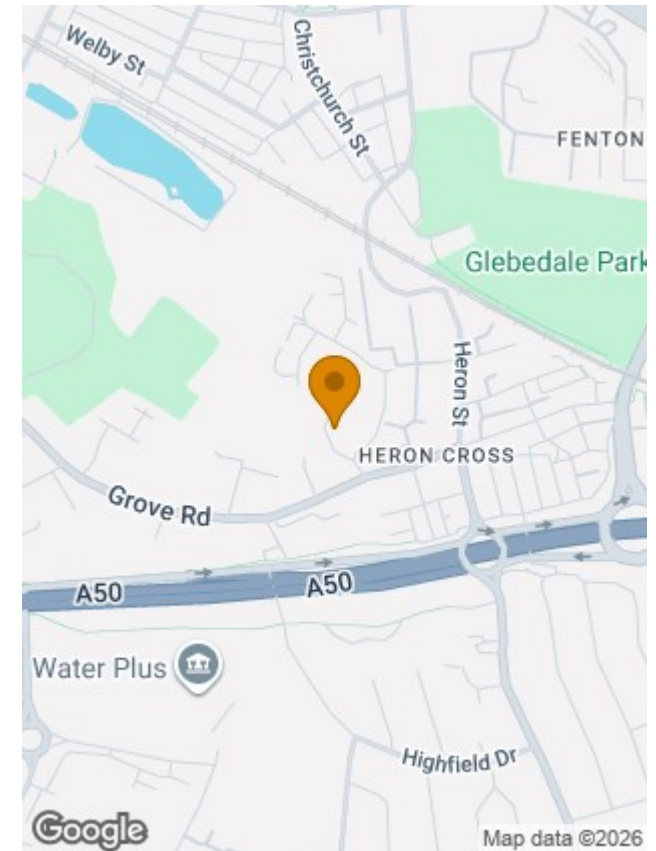 Welby St
Christchurch St
FENTON
Glebedale Park
Heron St
HERON CROSS
Grove Rd
A50
A50
Water Plus
Highfield Dr
Google
Map data ©2026